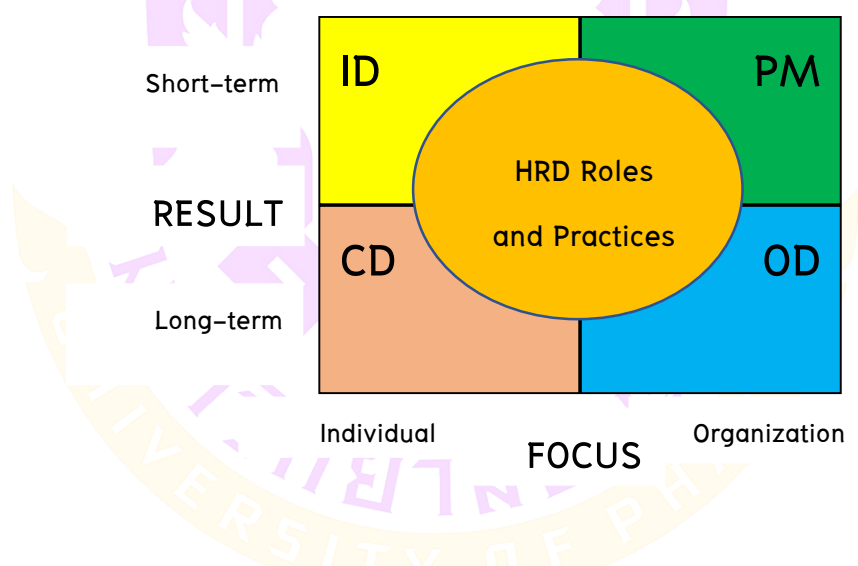 ID
PM
Short-term
HRD Roles
and Practices
RESULT
CD
OD
Long-term
Individual
Organization
FOCUS